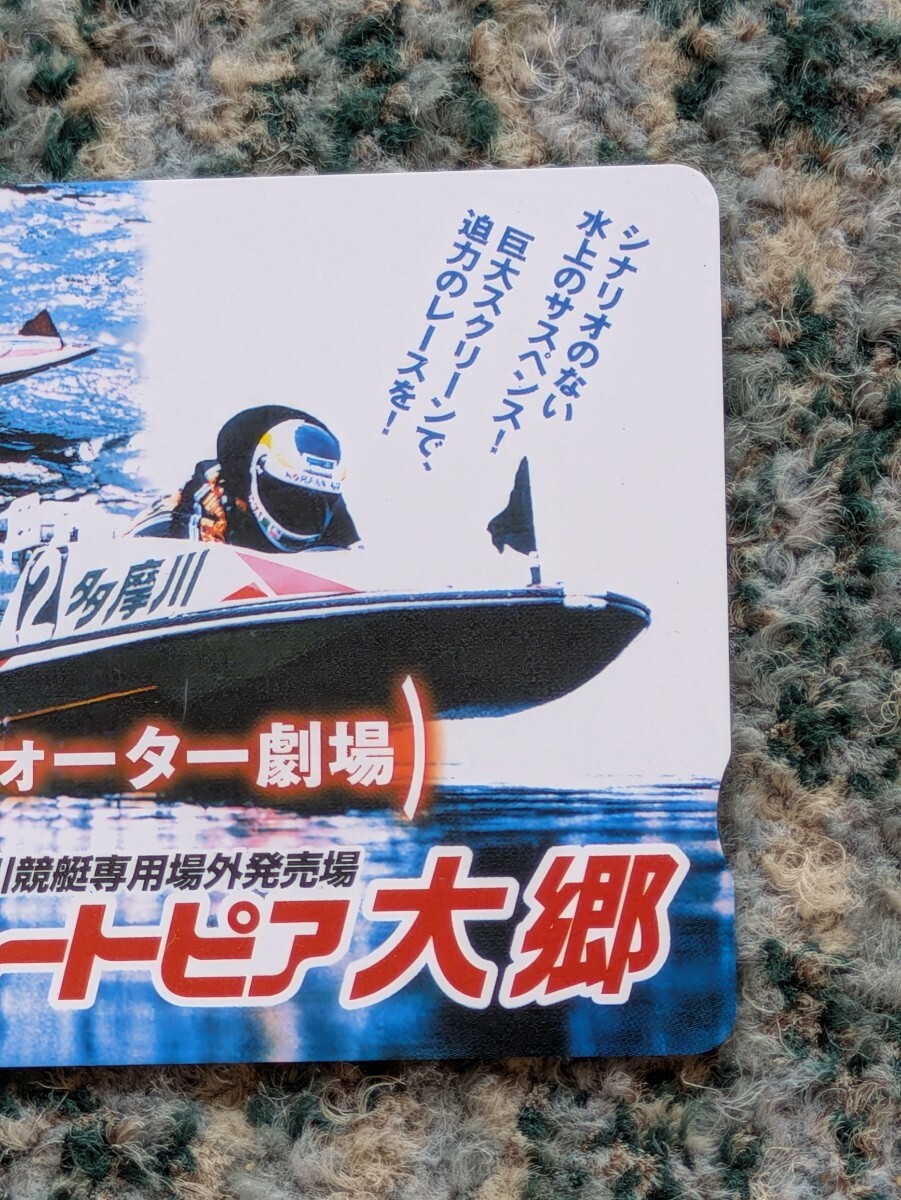 シナリオのない
水上のサスペンス!
巨大スクリーンで、
迫力のレースを!
2 多摩川
ォーター劇場)
川競艇専用場外発売場
ートピア大郷